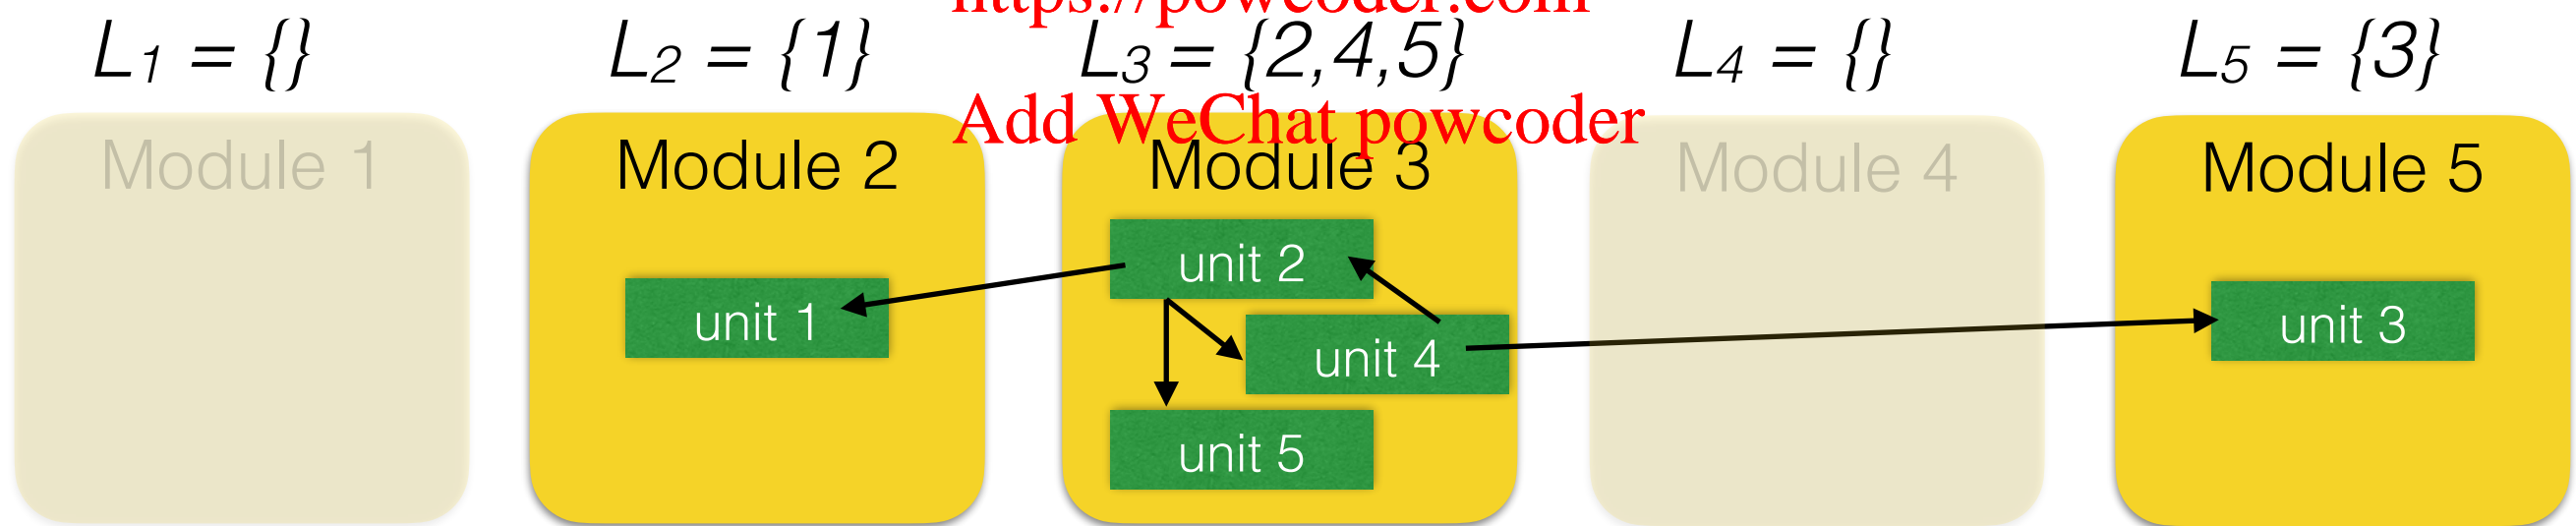 https://powcoder.com
L1 = {}
L2 = {1}
L3 = {2,4,5}
L4 = {}
L5 = {3}
Add WeChat powcoder
Module 1
Module 2
Module 3
Module 4
Module 5
unit 2
unit 1
unit 4
unit 3
unit 5